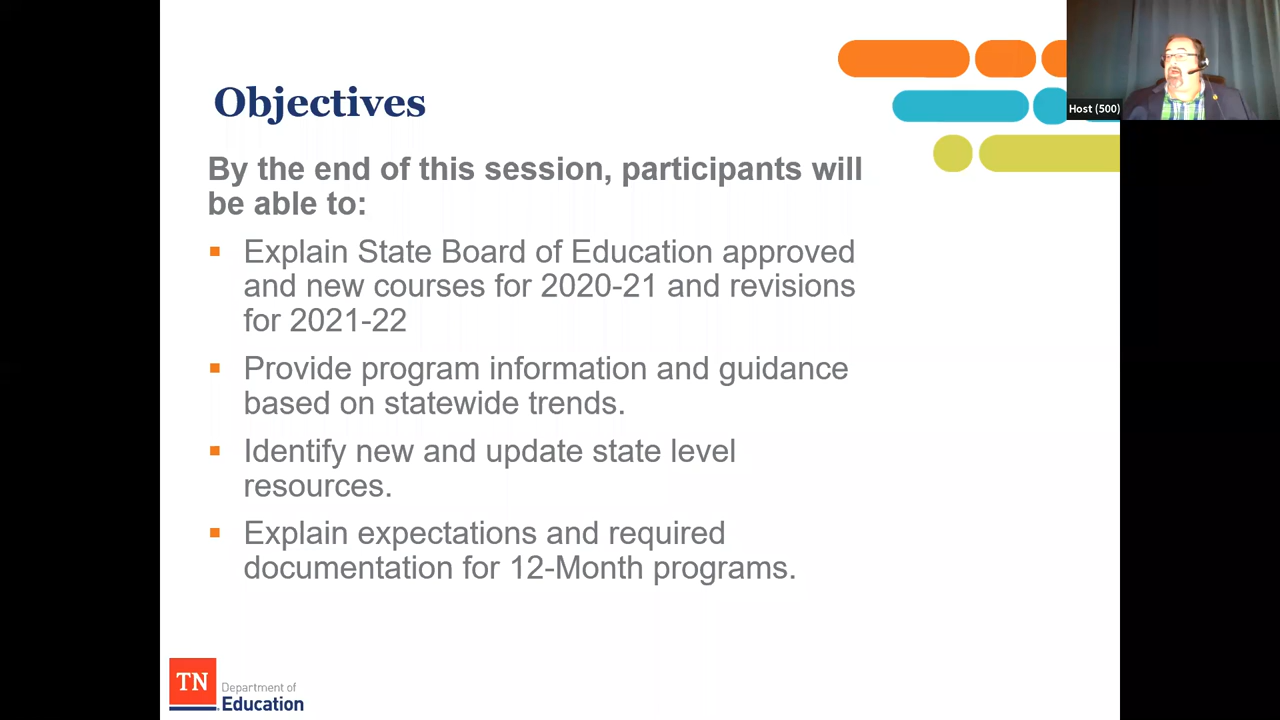 Objectives
By the end of this session, participants will
be able to:
Explain State Board of Education approved
and new courses for 2020-21 and revisions
for 2021-22
Provide program information and guidance
based on statewide trends.
Identify new and update state level
resources.
Explain expectations and required
documentation for 12-Month programs.
Host (500)
TN
Department of
Education